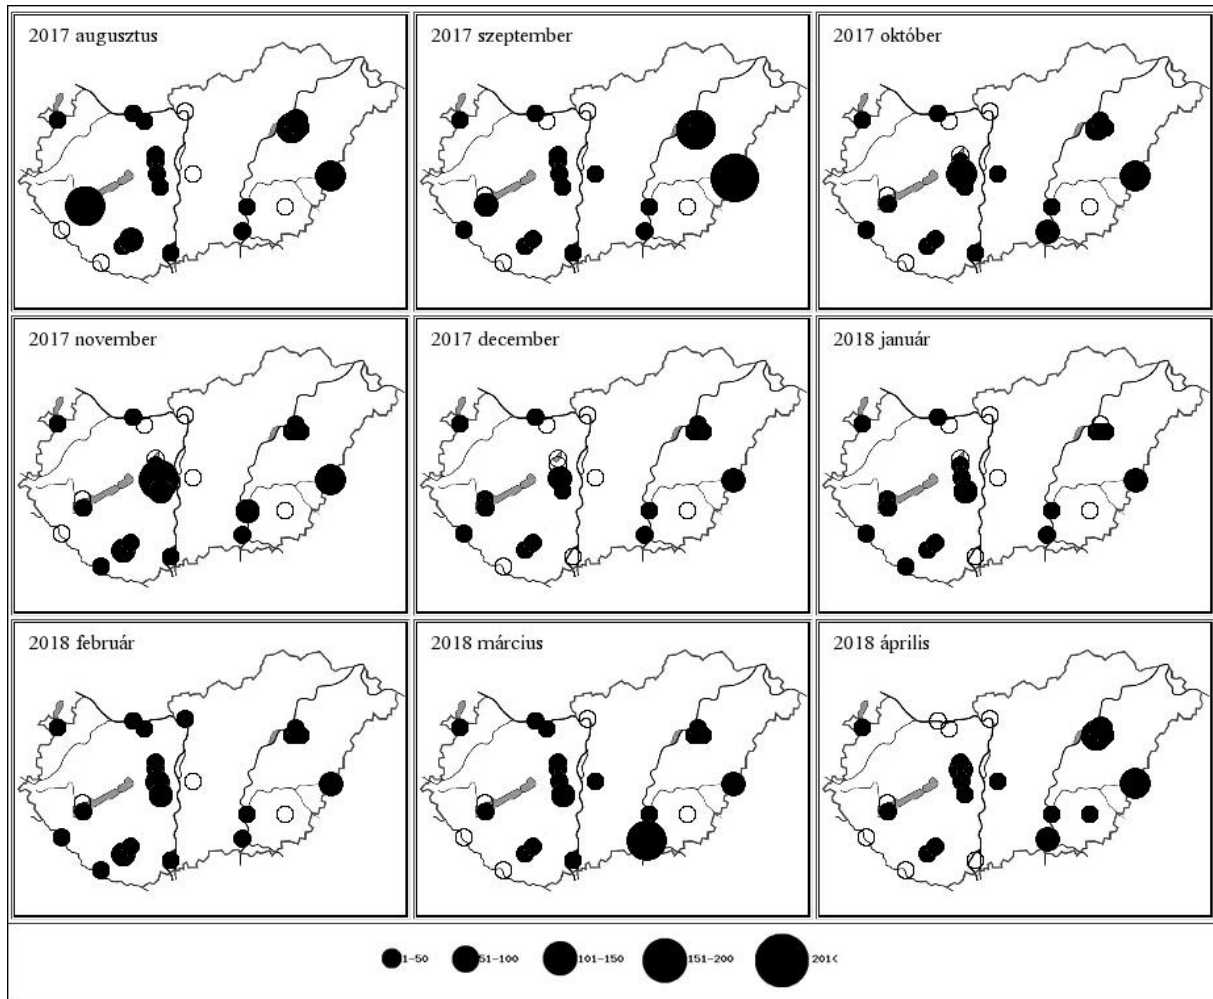 2017 augusztus
2017 szeptember
2017 október
2017 november
2017 december
2018 január
2018 február
2018 március
2018 április
1-50 51-100 101-150 151-200 201<